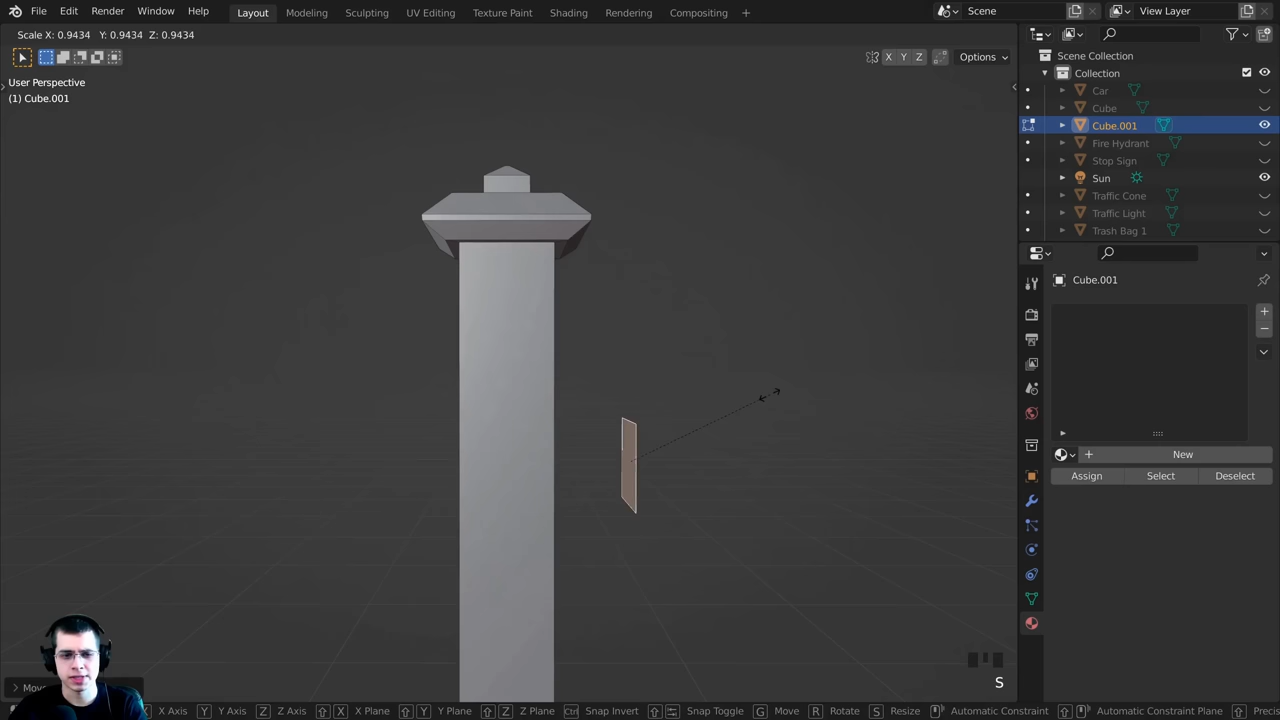 File Edit Render Window Help Layout Modeling Sculpting UV Editing Texture Paint Shading Rendering Compositing + Scene View Layer
Scale X: 0.9434 Y: 0.9434 Z: 0.9434
X Y Z Options
User Perspective
(1) Cube.001
Scene Collection
Collection
Car
Cube
Cube.001
Fire Hydrant
Stop Sign
Sun
Traffic Cone
Traffic Light
Trash Bag 1
Cube.001
New
Assign Select Deselect
S
Move
X X Axis Y Y Axis Z Z Axis X X Plane Y Y Plane Z Z Plane Ctrl Snap Invert Snap Toggle G Move R Rotate S Resize Automatic Constraint Automatic Constraint Plane Precis